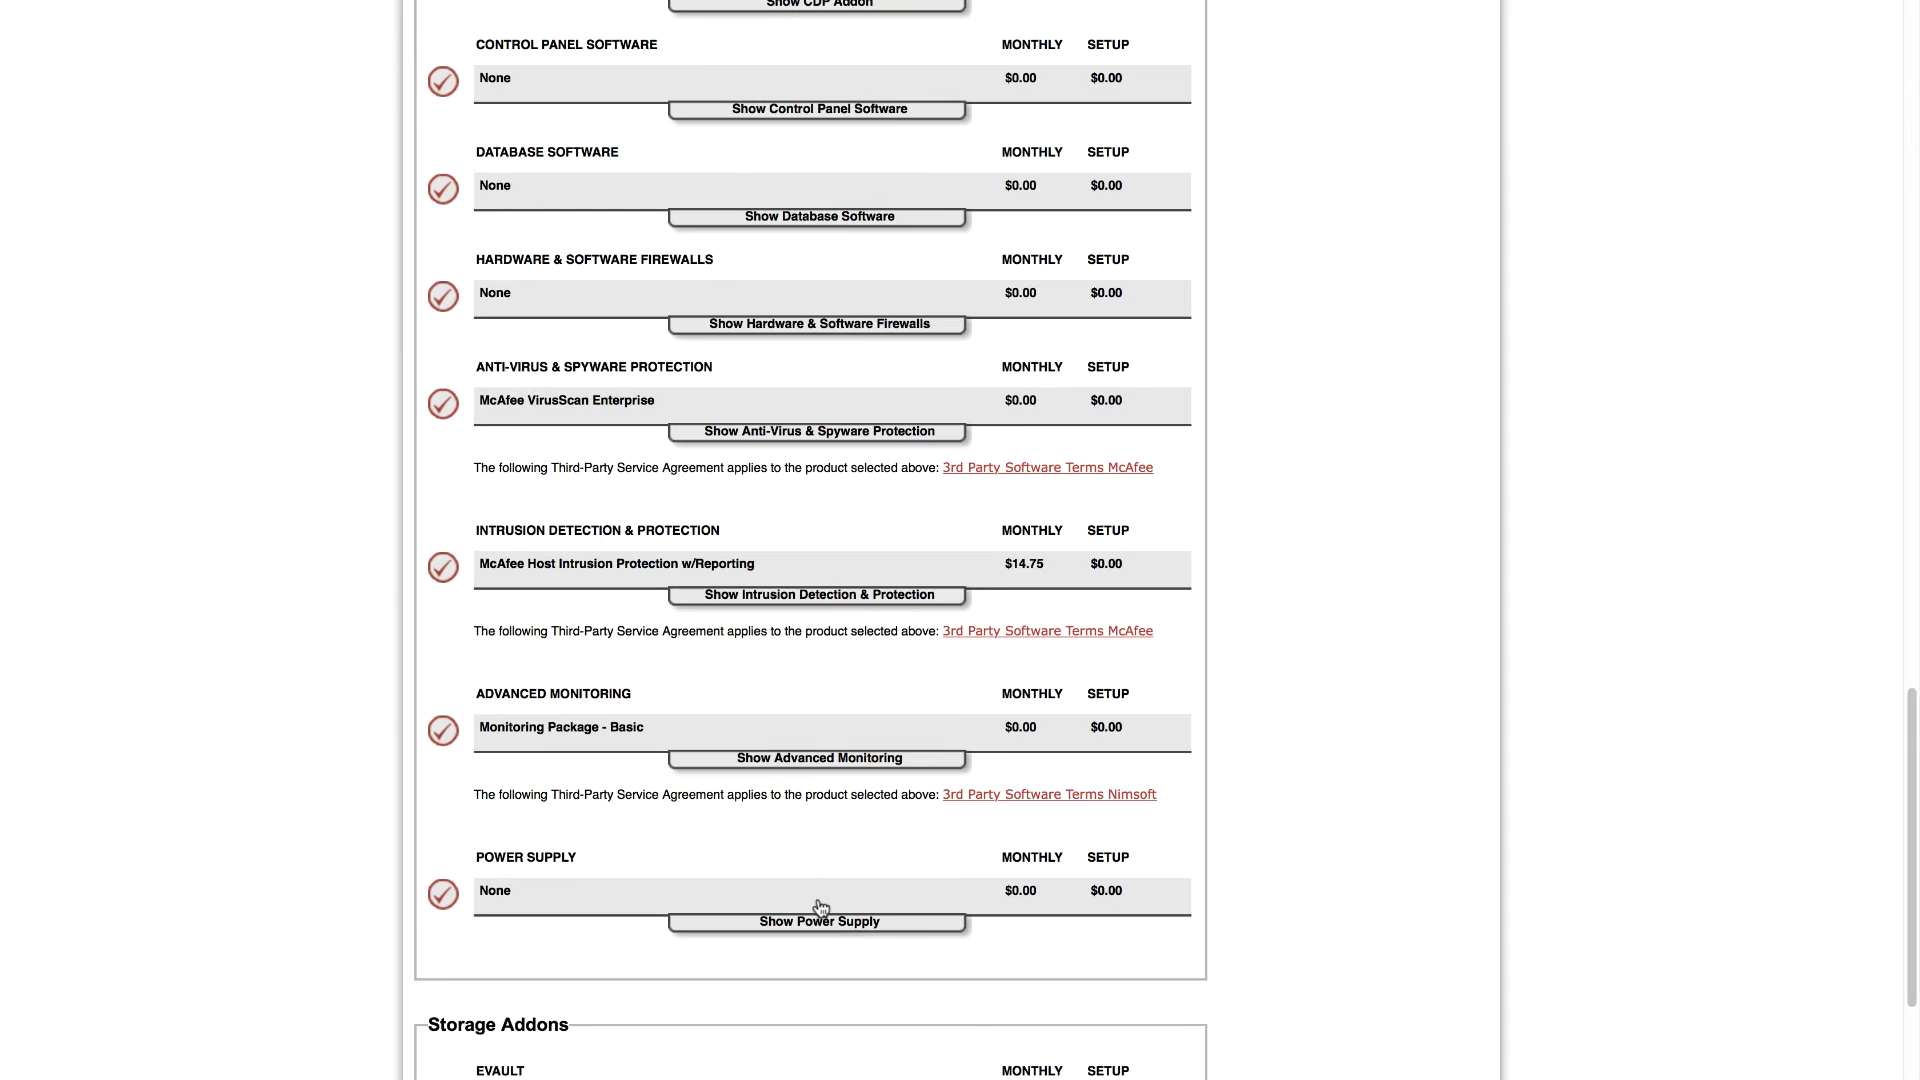 Show CDP Addon
CONTROL PANEL SOFTWARE MONTHLY SETUP
None $0.00 $0.00
Show Control Panel Software
DATABASE SOFTWARE MONTHLY SETUP
None $0.00 $0.00
Show Database Software
HARDWARE & SOFTWARE FIREWALLS MONTHLY SETUP
None $0.00 $0.00
Show Hardware & Software Firewalls
ANTI-VIRUS & SPYWARE PROTECTION MONTHLY SETUP
McAfee VirusScan Enterprise $0.00 $0.00
Show Anti-Virus & Spyware Protection
The following Third-Party Service Agreement applies to the product selected above: 3rd Party Software Terms McAfee
INTRUSION DETECTION & PROTECTION MONTHLY SETUP
McAfee Host Intrusion Protection w/Reporting $14.75 $0.00
Show Intrusion Detection & Protection
The following Third-Party Service Agreement applies to the product selected above: 3rd Party Software Terms McAfee
ADVANCED MONITORING MONTHLY SETUP
Monitoring Package - Basic $0.00 $0.00
Show Advanced Monitoring
The following Third-Party Service Agreement applies to the product selected above: 3rd Party Software Terms Nimsoft
POWER SUPPLY MONTHLY SETUP
None $0.00 $0.00
Show Power Supply
Storage Addons
EVAULT MONTHLY SETUP